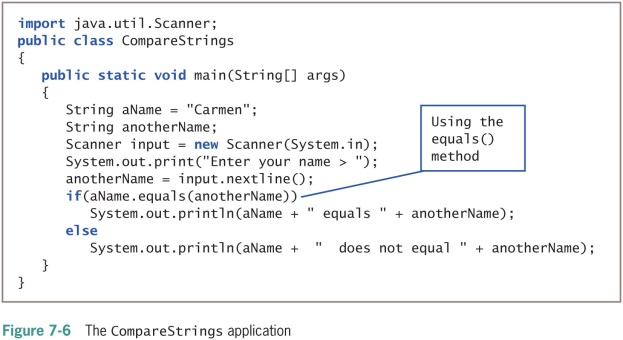 import java.util.Scanner;
public class CompareStrings
{
   public static void main(String[] args)
   {
      String aName = "Carmen";
      String anotherName;
      Scanner input = new Scanner(System.in);
      System.out.print("Enter your name > ");
      anotherName = input.nextline();
      if(aName.equals(anotherName))
         System.out.println(aName + " equals " + anotherName);
      else
         System.out.println(aName +  "  does not equal " + anotherName);
   }
}
Using the
equals()
method
Figure 7-6 The CompareStrings application